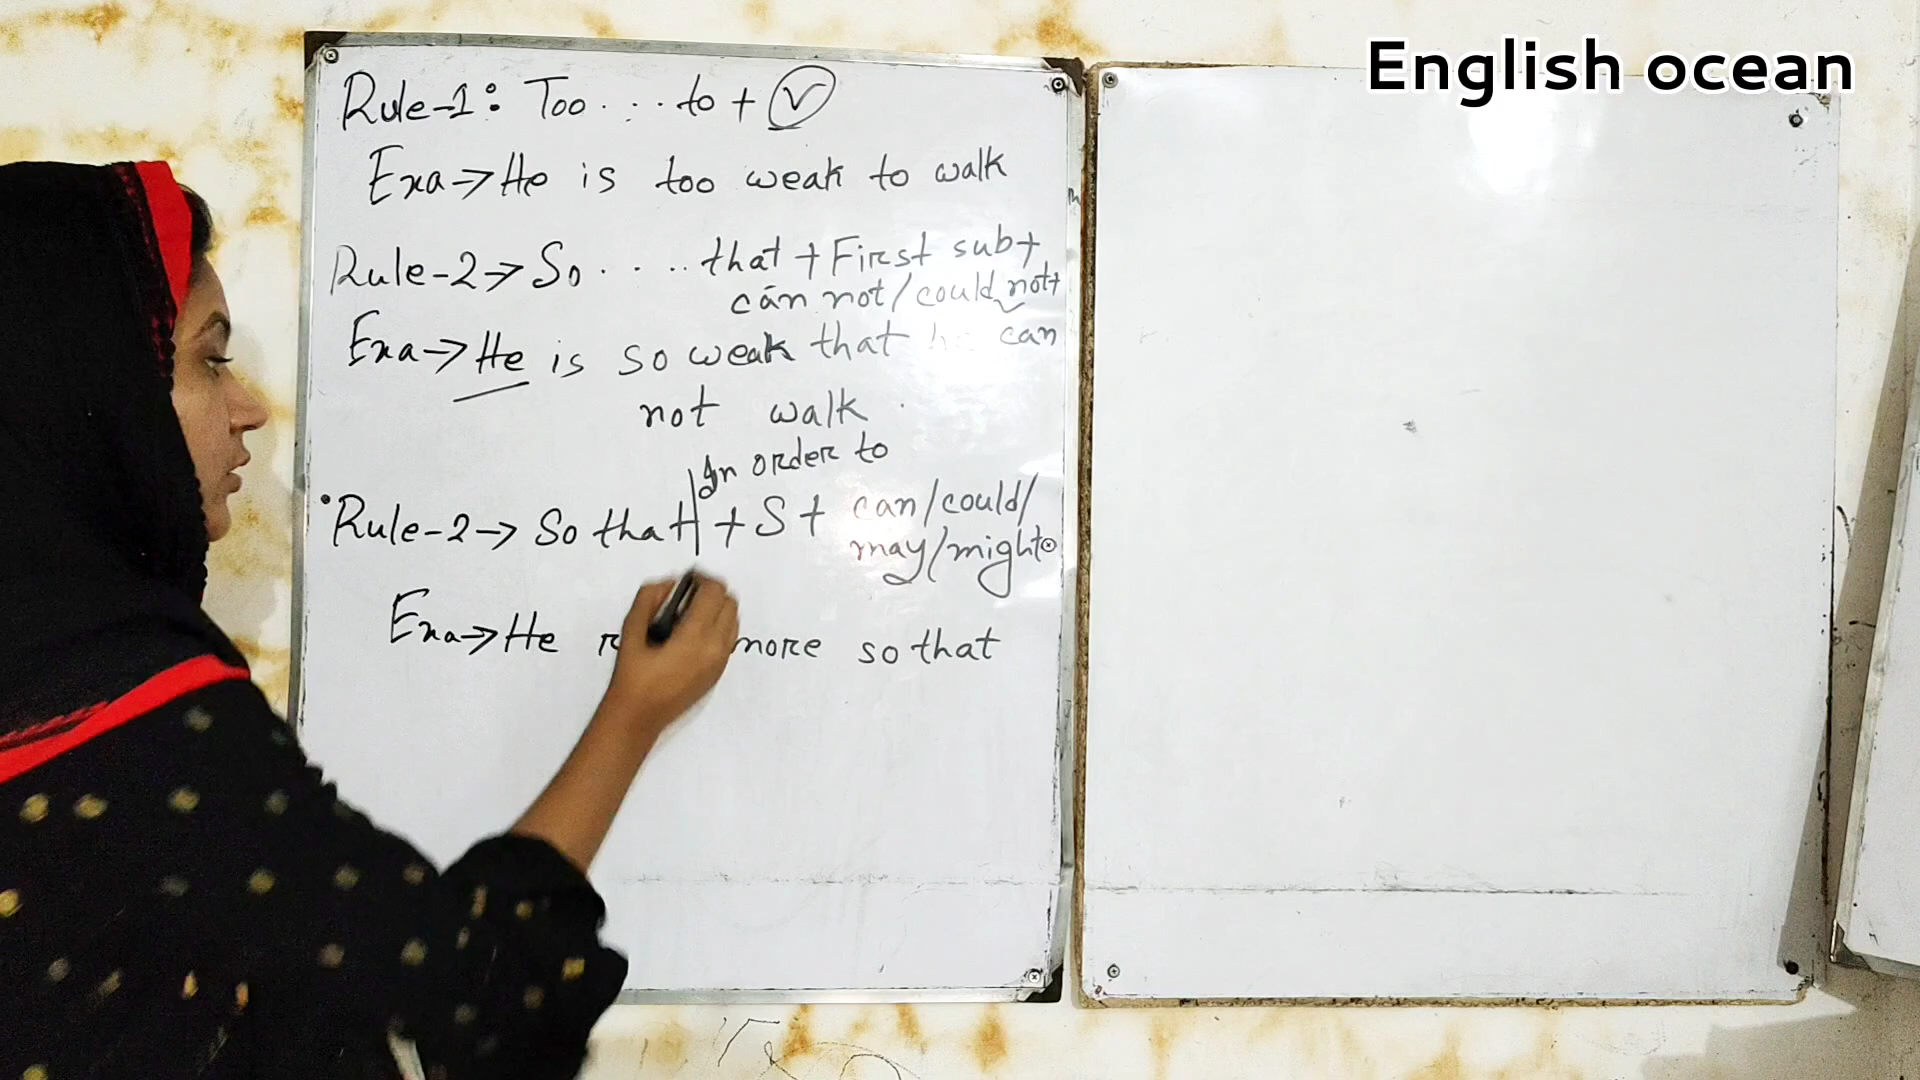 English ocean
Rule-1: Too....to + V
Exa→He is too weak to walk
Rule-2→So.....that + First sub+
can not/could not+
Exa→He is so weak that can
not walk.
In order to
Rule-2→ So that/ + S + can/could/
may/might
Exa→He more so that